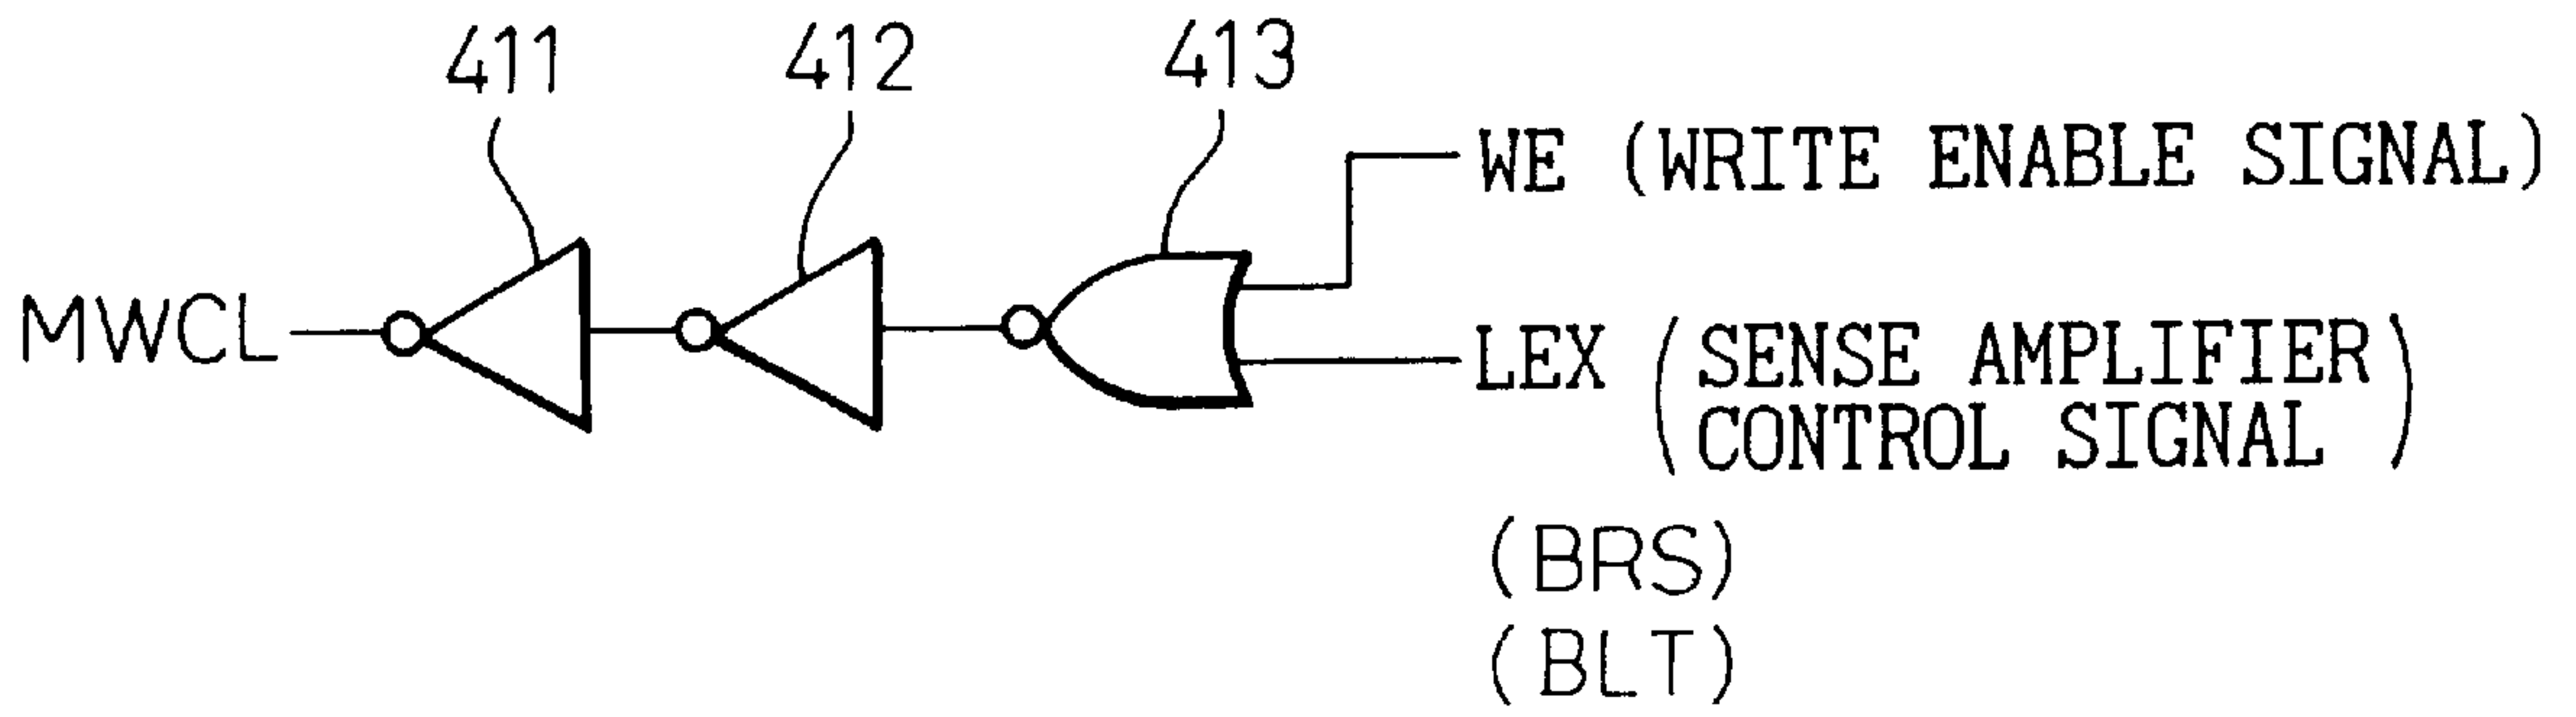 411 412 413
WE (WRITE ENABLE SIGNAL)
MWCL LEX (SENSE AMPLIFIER
CONTROL SIGNAL)
(BRS)
(BLT)